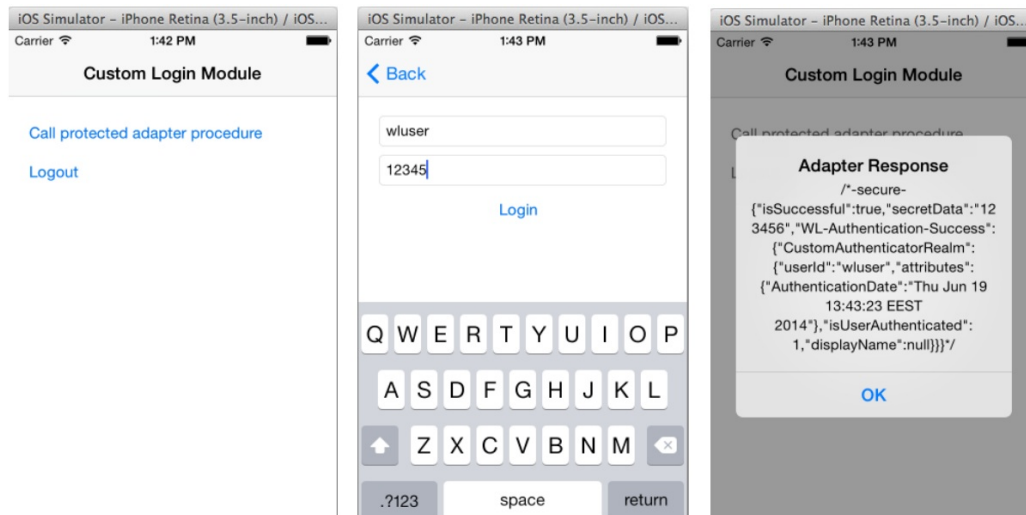 iOS Simulator - iPhone Retina (3.5-inch) / iOS...
Carrier
1:42 PM
Custom Login Module
Call protected adapter procedure
Logout
iOS Simulator - iPhone Retina (3.5-inch) / iOS...
Carrier
1:43 PM
Back
wluser
12345
Login
Q W E R T Y U I O P
A S D F G H J K L
Z X C V B N M
.?123 space return
iOS Simulator - iPhone Retina (3.5-inch) / iOS...
Carrier
1:43 PM
Custom Login Module
Call protected adapter procedure
L
Adapter Response
/*-secure-
{"isSuccessful":true,"secretData":"12
3456","WL-Authentication-Success":
{"CustomAuthenticatorRealm":
{"userId":"wluser","attributes":
{"AuthenticationDate":"Thu Jun 19
13:43:23 EEST
2014"},"isUserAuthenticated":
1,"displayName":null}}}*/
OK